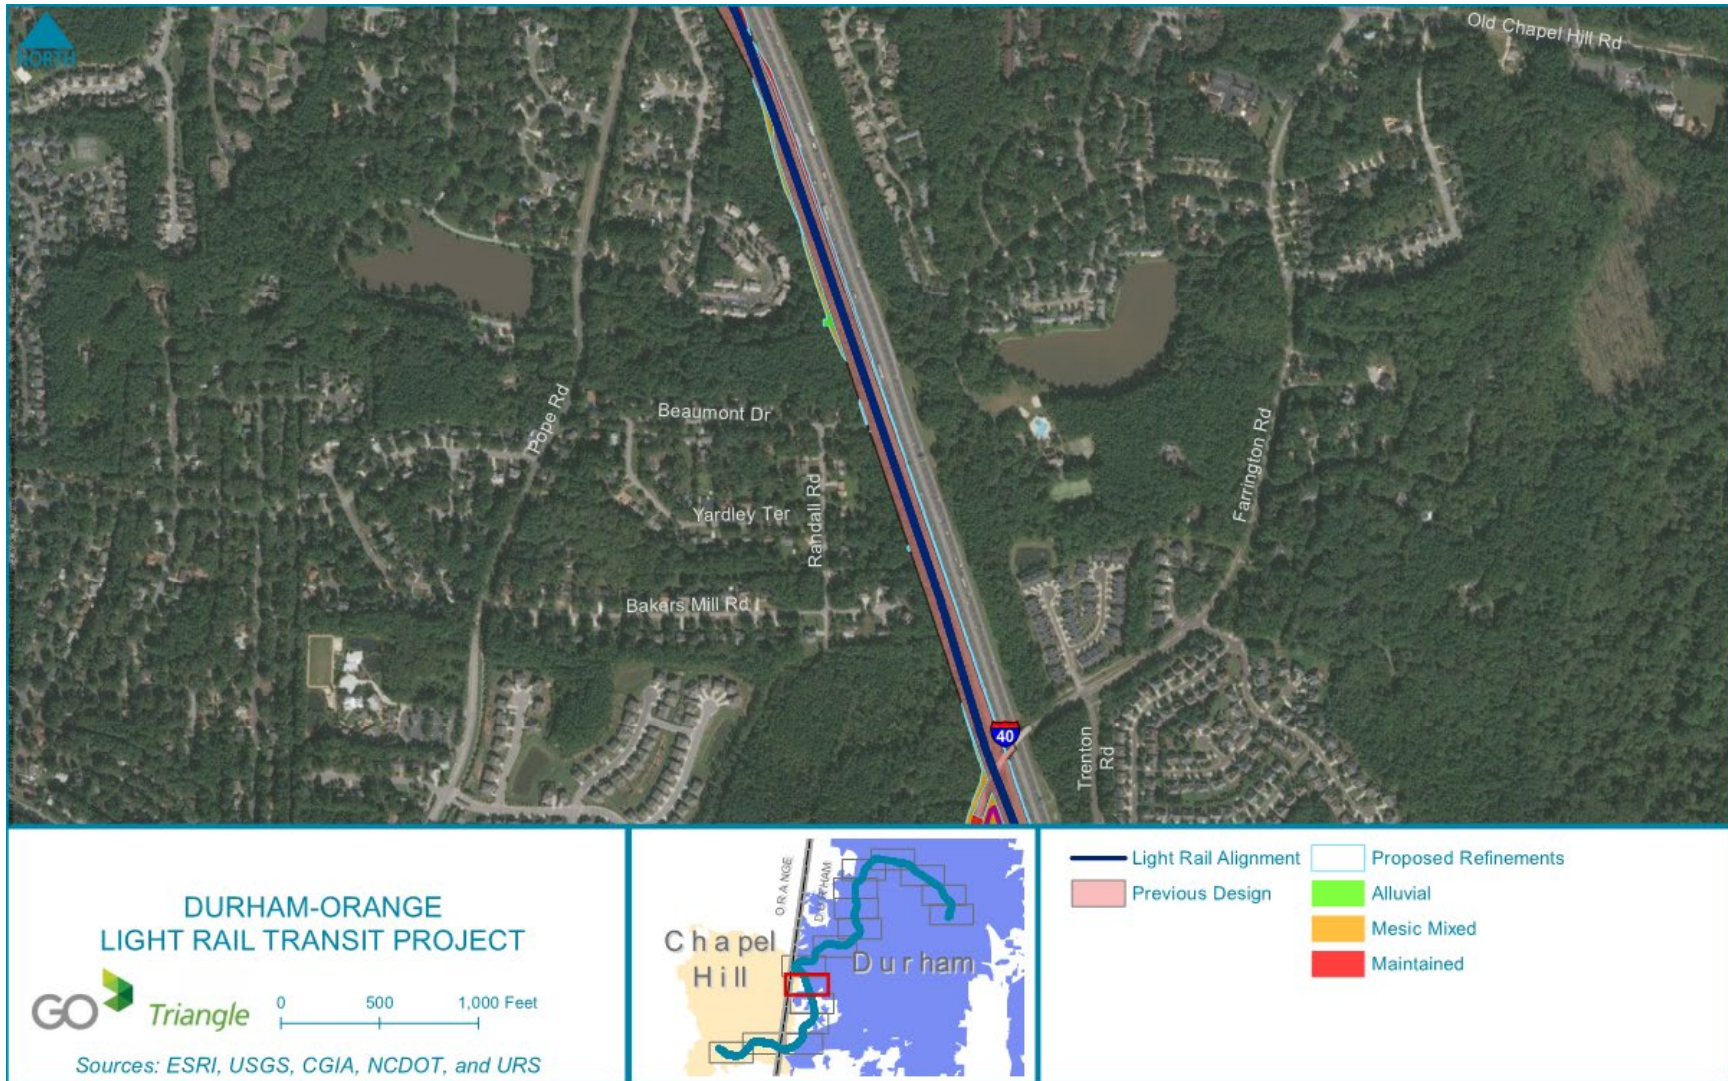 NORTH
Old Chapel Hill Rd
Pope Rd
Beaumont Dr
Farrington Rd
Yardley Ter
Randall Rd
Bakers Mill Rd
40
Trenton
Rd
DURHAM-ORANGE
LIGHT RAIL TRANSIT PROJECT
GO Triangle
0 500 1,000 Feet
Sources: ESRI, USGS, CGIA, NCDOT, and URS
ORANGE
DURHAM
Chapel
Hill
Durham
Light Rail Alignment
Previous Design
Proposed Refinements
Alluvial
Mesic Mixed
Maintained